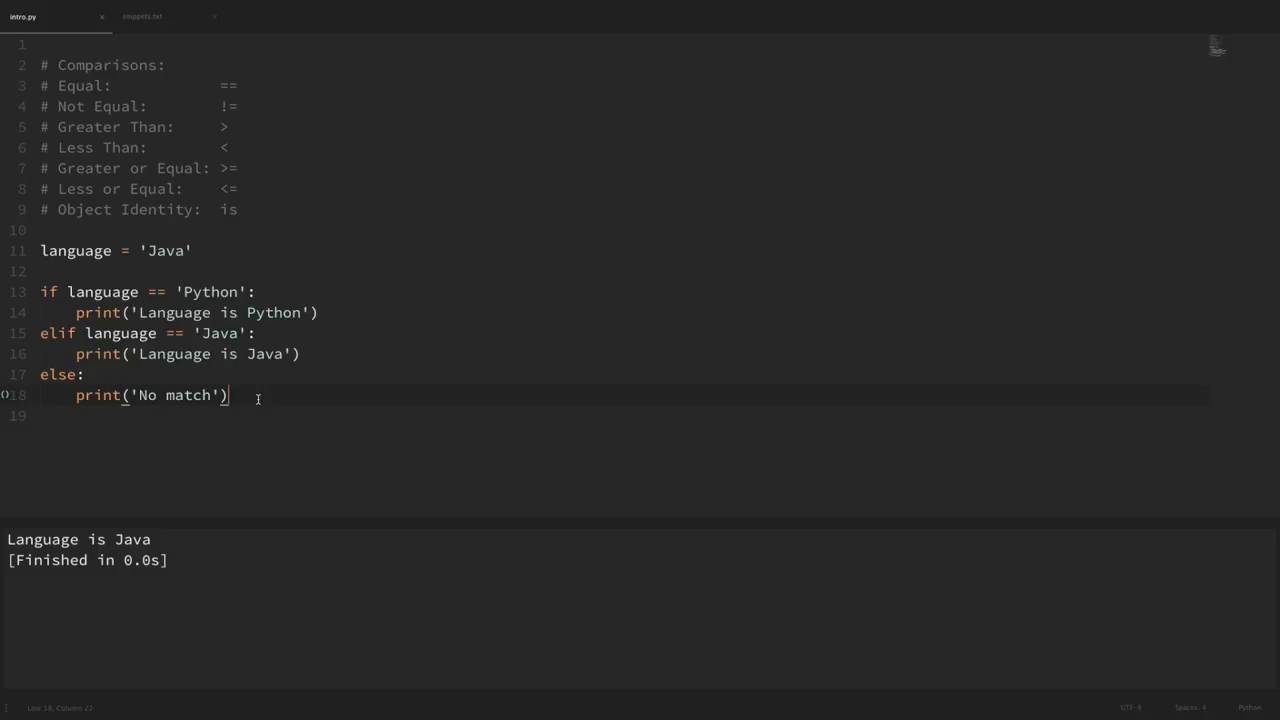 intro.py × snippets.txt ×
1
2 # Comparisons:
3 # Equal: ==
4 # Not Equal: !=
5 # Greater Than: >
6 # Less Than: <
7 # Greater or Equal: >=
8 # Less or Equal: <=
9 # Object Identity: is
10
11 language = 'Java'
12
13 if language == 'Python':
14 print('Language is Python')
15 elif language == 'Java':
16 print('Language is Java')
17 else:
()18 print('No match')
19
Language is Java
[Finished in 0.0s]
Low 18, Column 22 UTF-8 Spaces: 4 Python